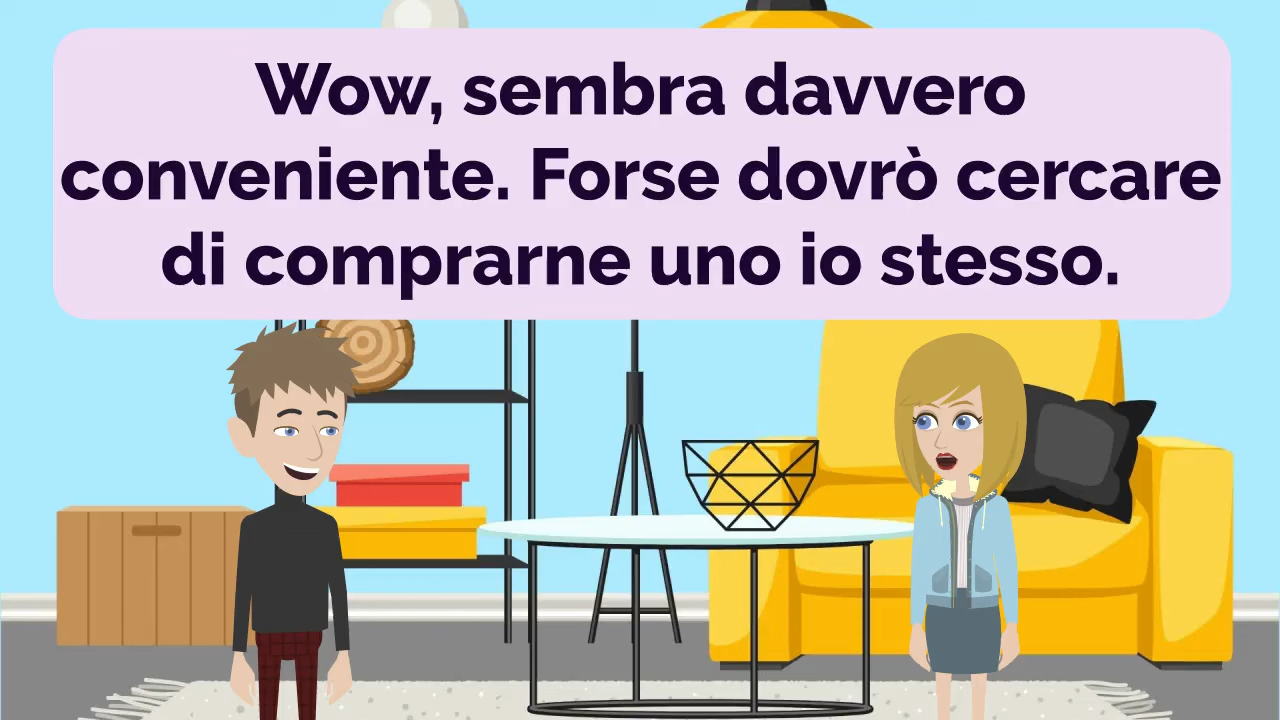 Wow, sembra davvero
conveniente. Forse dovrò cercare
di comprarne uno io stesso.